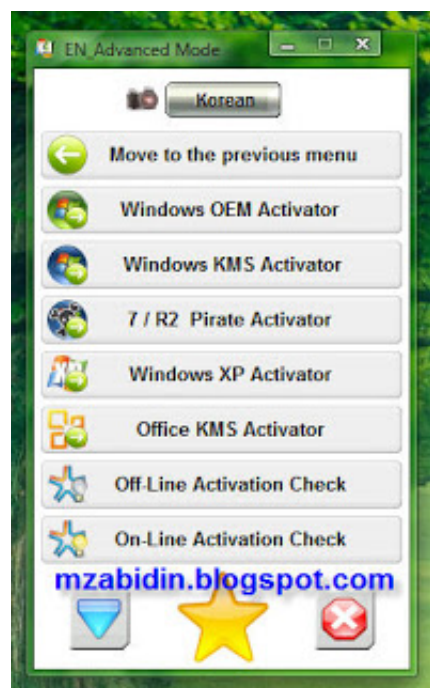 EN_Advanced Mode
Korean
Move to the previous menu
Windows OEM Activator
Windows KMS Activator
7 / R2 Pirate Activator
Windows XP Activator
Office KMS Activator
Off-Line Activation Check
On-Line Activation Check
mzabidin.blogspot.com